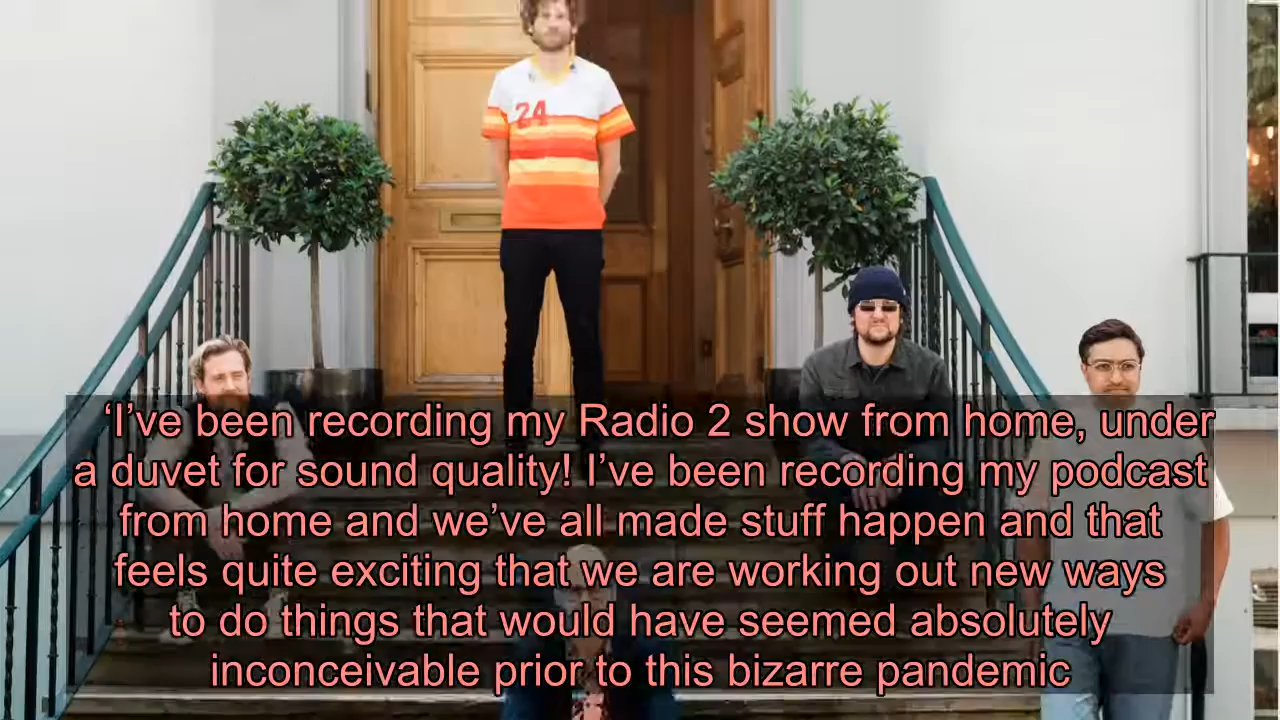 24
‘I’ve been recording my Radio 2 show from home, under
a duvet for sound quality! I’ve been recording my podcast
from home and we’ve all made stuff happen and that
feels quite exciting that we are working out new ways
to do things that would have seemed absolutely
inconceivable prior to this bizarre pandemic